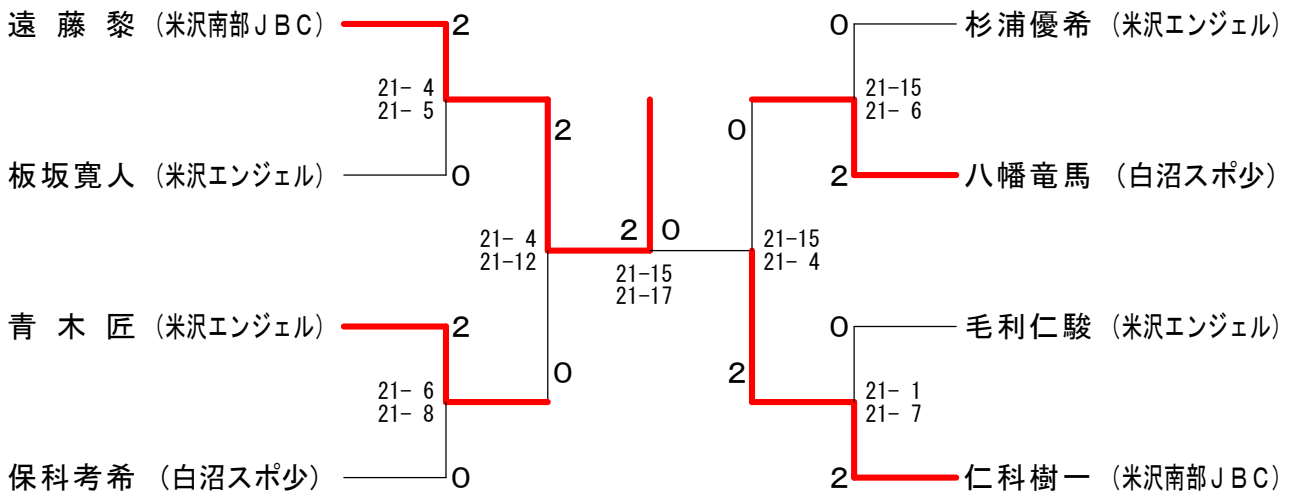 遠 藤 黎 (米沢南部JBC) 2
21- 4
21- 5
板坂寛人 (米沢エンジェル) 0
2
21- 4
21-12
0
青 木 匠 (米沢エンジェル) 2
21- 6
21- 8
保科考希 (白沼スポ少) 0
2 0
21-15
21-17
0 杉浦優希 (米沢エンジェル)
21-15
21- 6
2 八幡竜馬 (白沼スポ少)
0
21-15
21- 4
2
0 毛利仁駿 (米沢エンジェル)
21- 1
21- 7
2 仁科樹一 (米沢南部JBC)